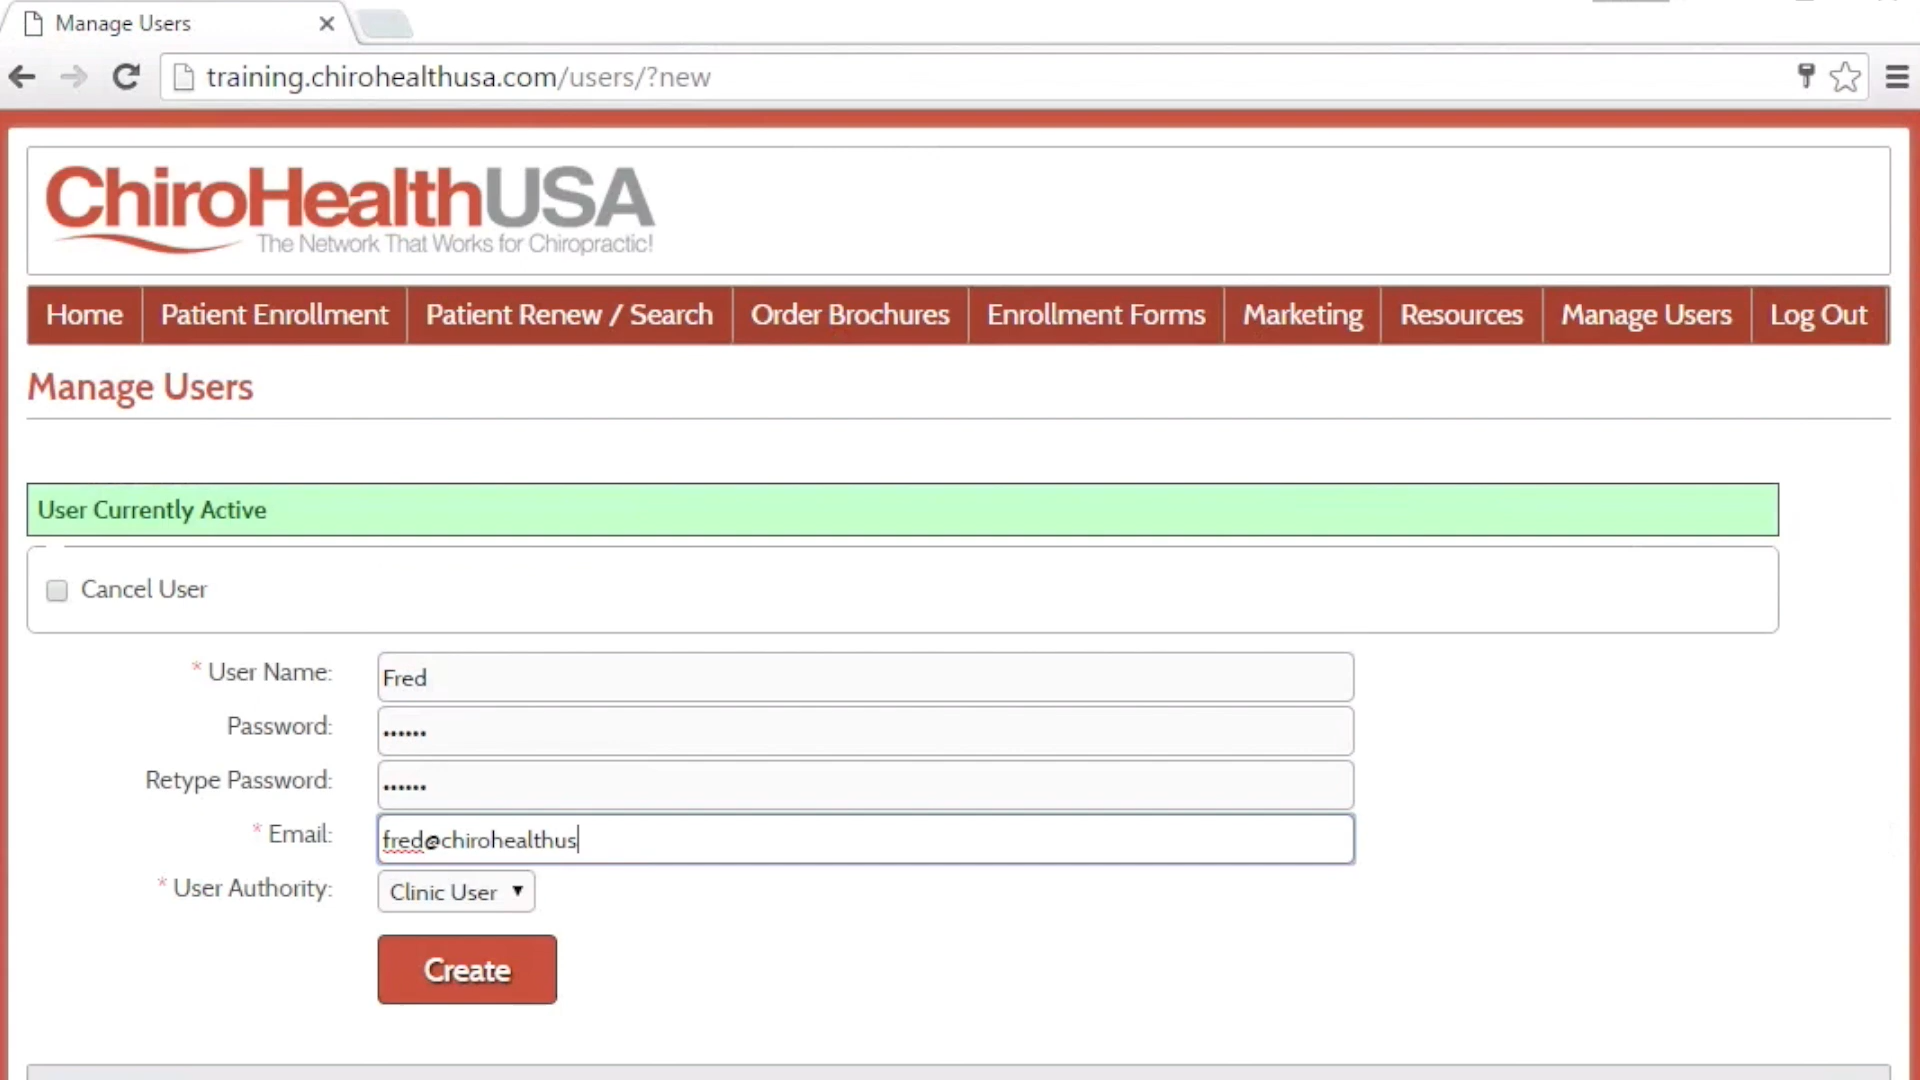 Manage Users
training.chirohealthusa.com/users/?new
ChiroHealthUSA
The Network That Works for Chiropractic!
Home Patient Enrollment Patient Renew / Search Order Brochures Enrollment Forms Marketing Resources Manage Users Log Out
Manage Users
User Currently Active
Cancel User
* User Name: Fred
Password: ••••••
Retype Password: ••••••
* Email: fred@chirohealthus
* User Authority: Clinic User
Create